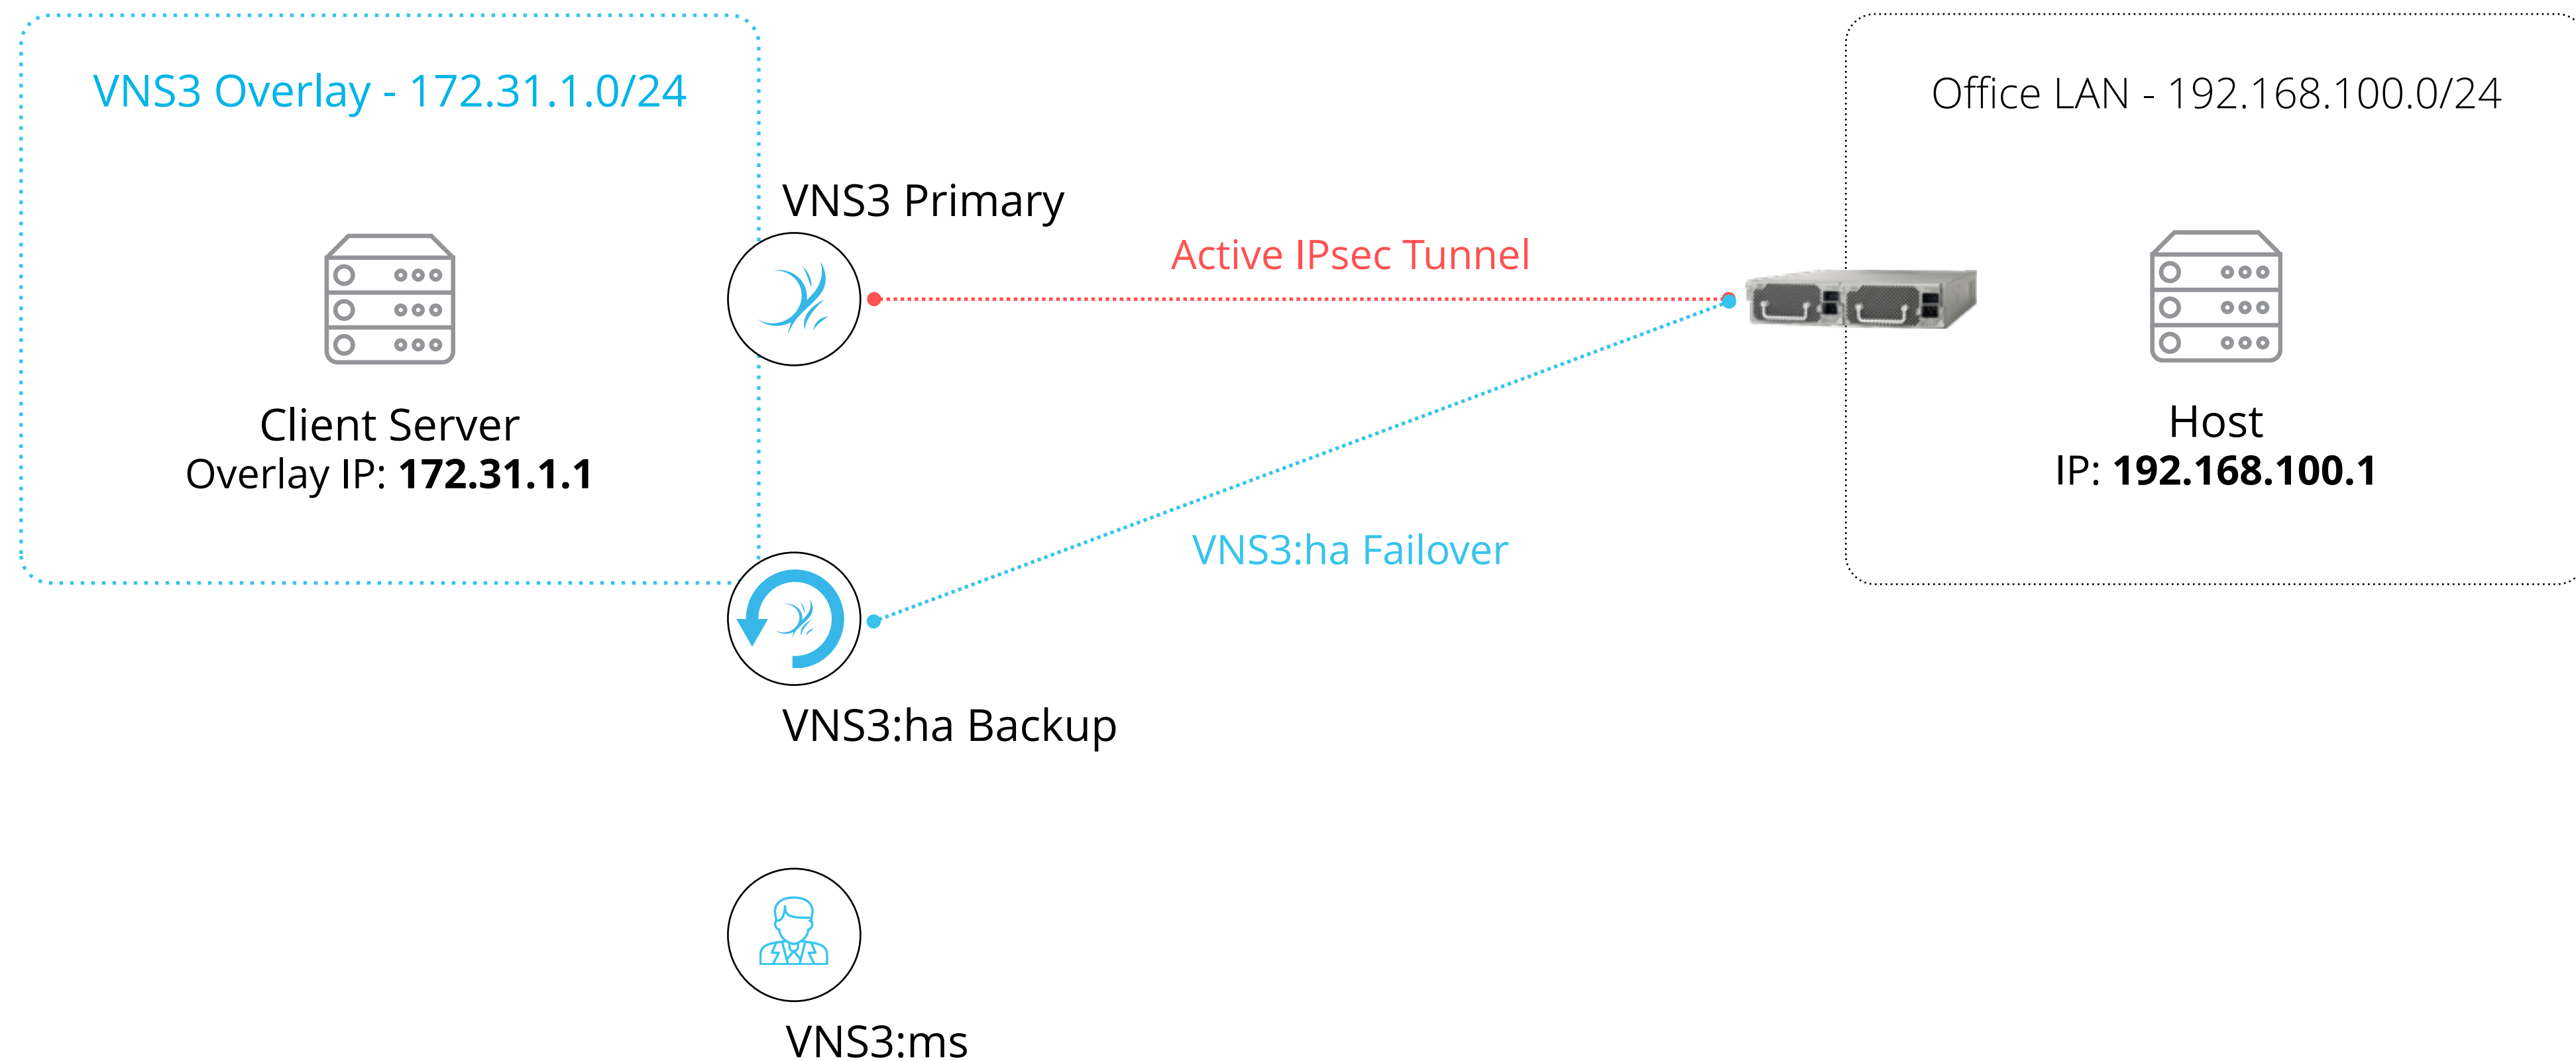 VNS3 Overlay - 172.31.1.0/24
Office LAN - 192.168.100.0/24
VNS3 Primary
Active IPsec Tunnel
Client Server
Overlay IP: 172.31.1.1
Host
IP: 192.168.100.1
VNS3:ha Failover
VNS3:ha Backup
VNS3:ms